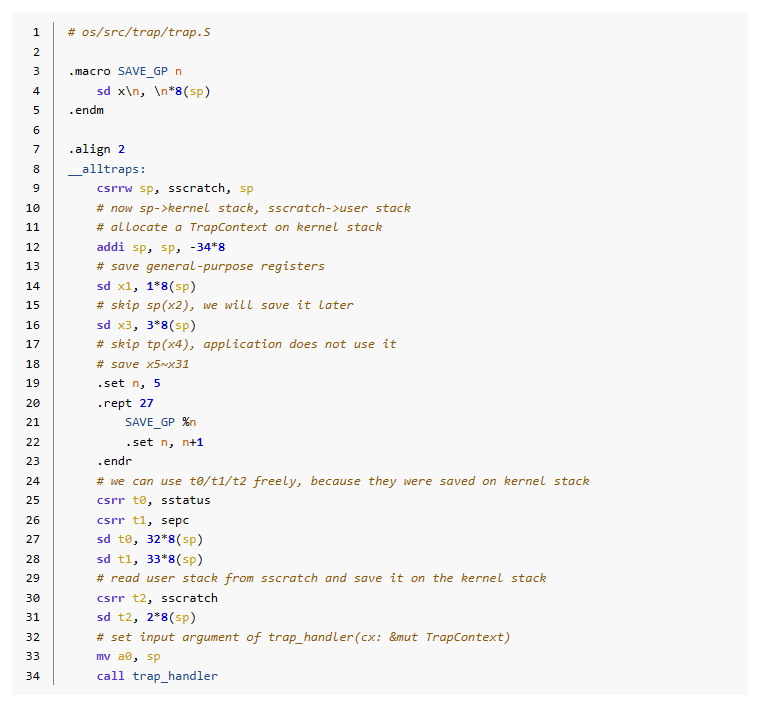 1 # os/src/trap/trap.S
2
3 .macro SAVE_GP n
4     sd x\n, \n*8(sp)
5 .endm
6
7 .align 2
8 __alltraps:
9     csrrw sp, sscratch, sp
10     # now sp->kernel stack, sscratch->user stack
11     # allocate a TrapContext on kernel stack
12     addi sp, sp, -34*8
13     # save general-purpose registers
14     sd x1, 1*8(sp)
15     # skip sp(x2), we will save it later
16     sd x3, 3*8(sp)
17     # skip tp(x4), application does not use it
18     # save x5~x31
19     .set n, 5
20     .rept 27
21         SAVE_GP %n
22         .set n, n+1
23     .endr
24     # we can use t0/t1/t2 freely, because they were saved on kernel stack
25     csrr t0, sstatus
26     csrr t1, sepc
27     sd t0, 32*8(sp)
28     sd t1, 33*8(sp)
29     # read user stack from sscratch and save it on the kernel stack
30     csrr t2, sscratch
31     sd t2, 2*8(sp)
32     # set input argument of trap_handler(cx: &mut TrapContext)
33     mv a0, sp
34     call trap_handler